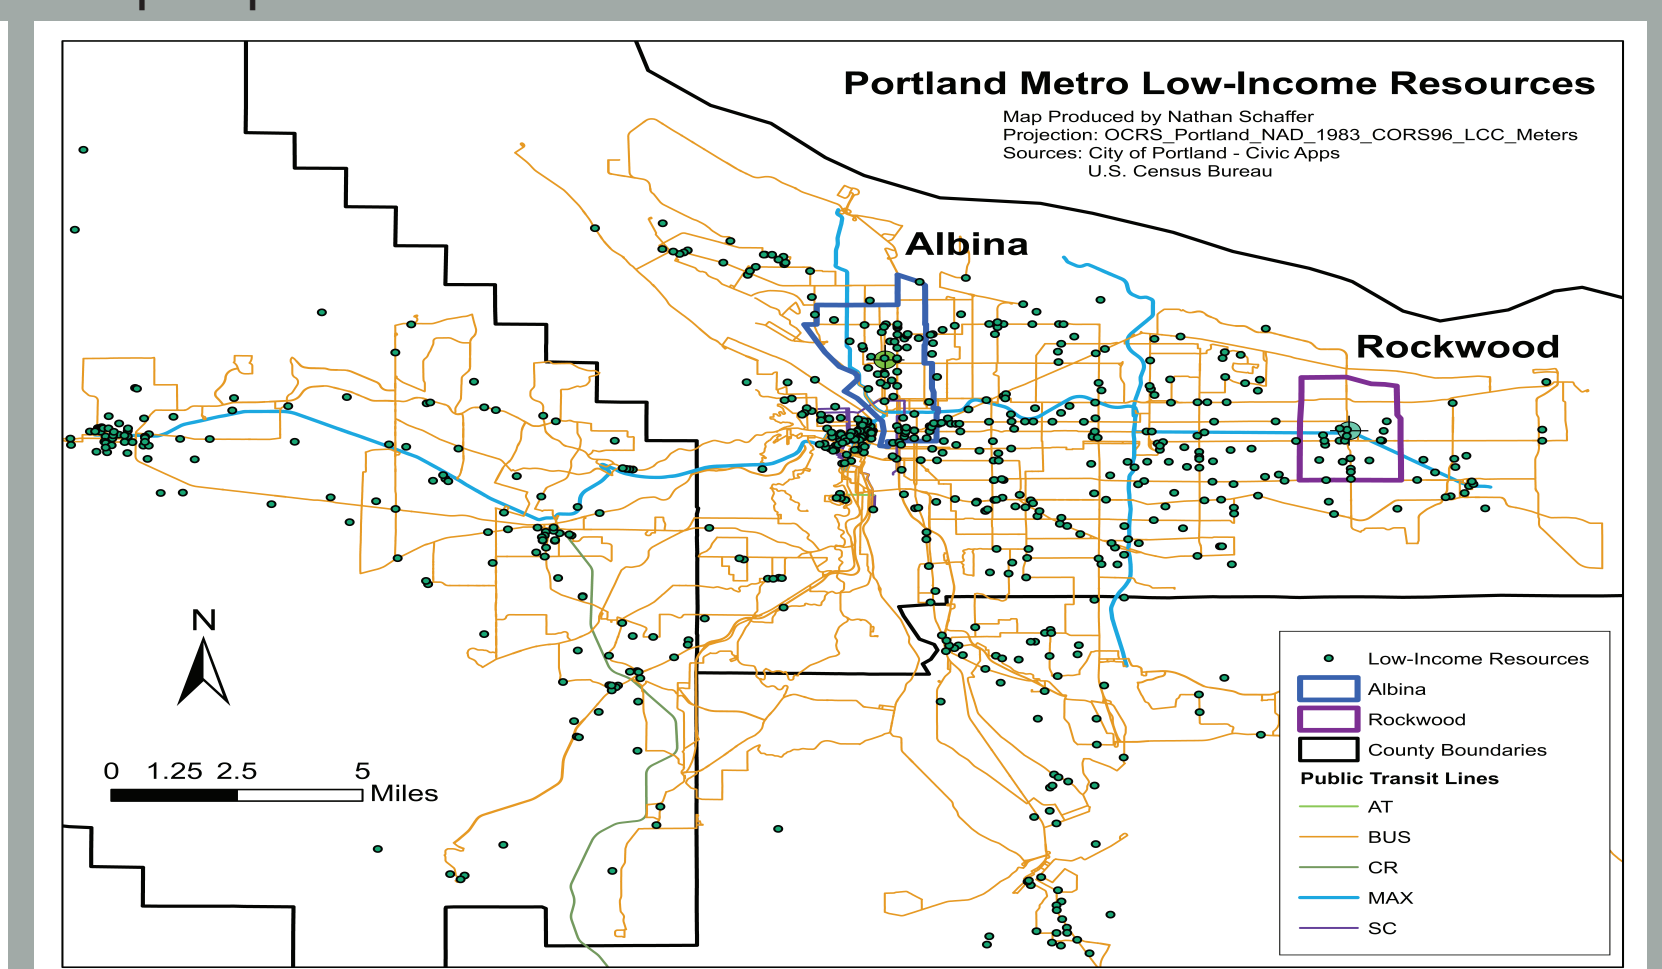 Portland Metro Low-Income Resources
Map Produced by Nathan Schaffer
Projection: OCRS_Portland_NAD_1983_CORS96_LCC_Meters
Sources: City of Portland - Civic Apps
U.S. Census Bureau
Albina
Rockwood
N
0 1.25 2.5 5
Miles
Low-Income Resources
Albina
Rockwood
County Boundaries
Public Transit Lines
AT
BUS
CR
MAX
SC